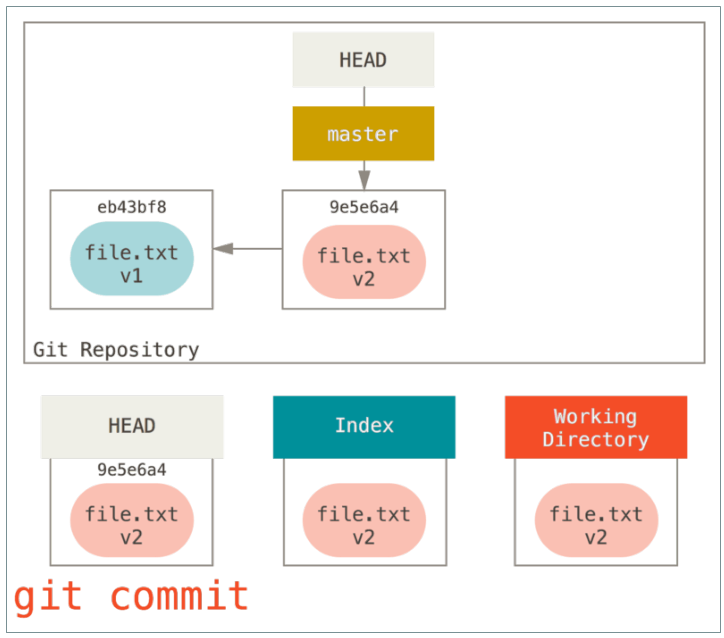 HEAD
master
eb43bf8
file.txt
v1
9e5e6a4
file.txt
v2
Git Repository
HEAD
9e5e6a4
file.txt
v2
Index
file.txt
v2
Working
Directory
file.txt
v2
git commit